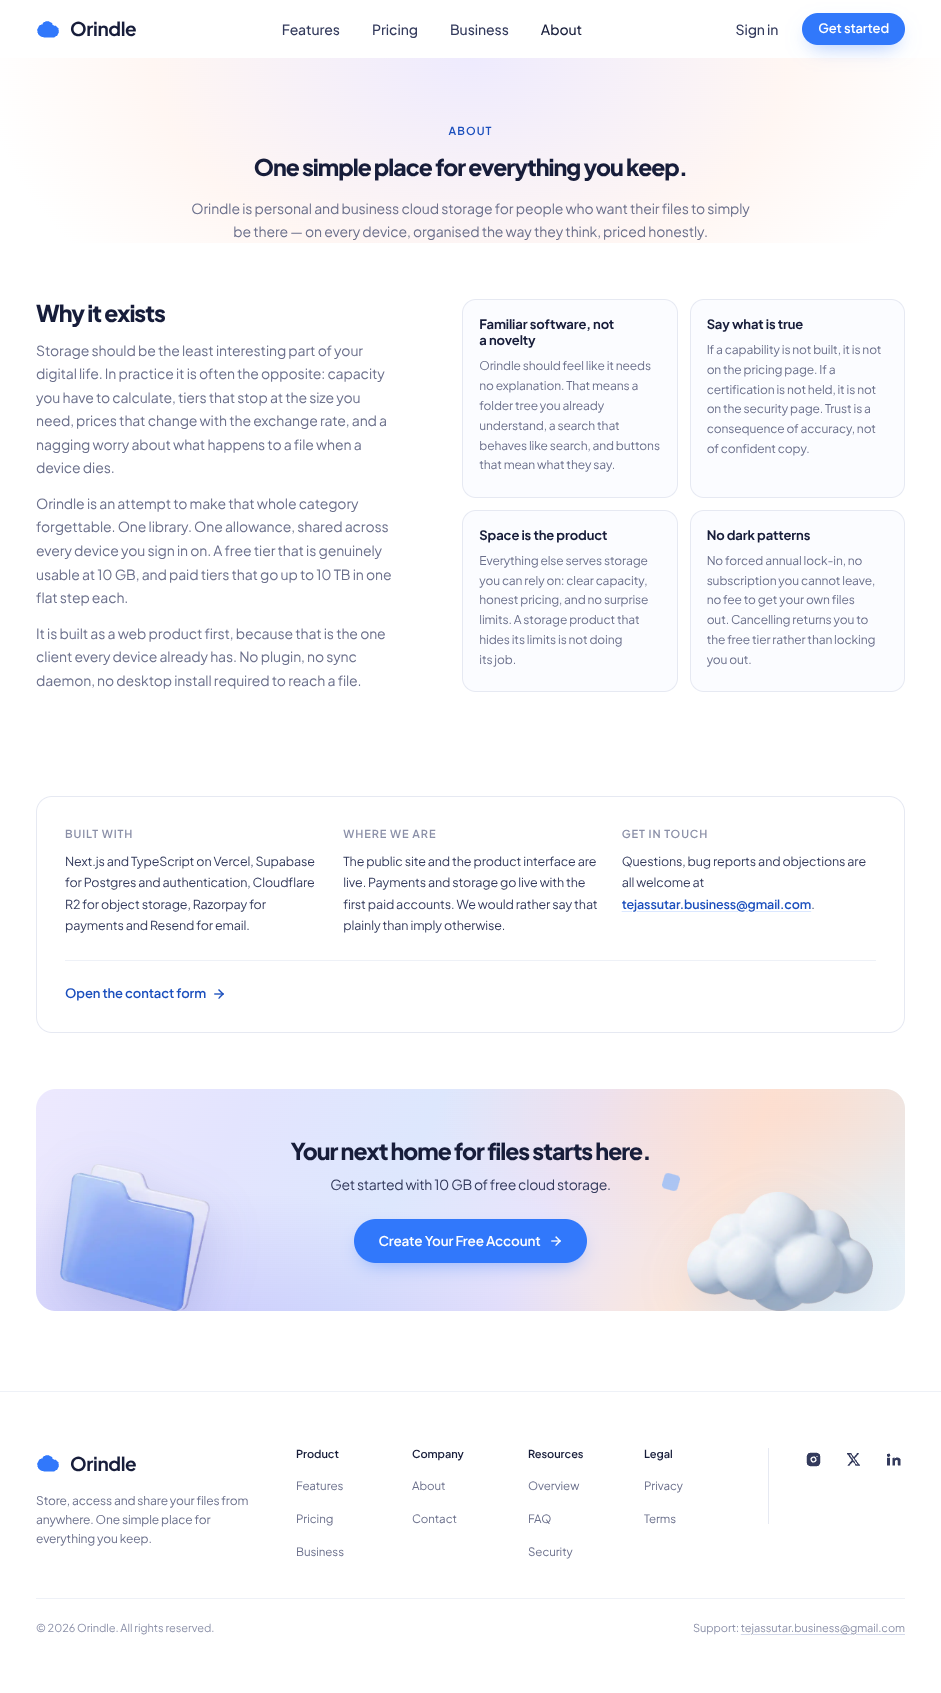 Orindle
Features
Pricing
Business
About
Sign in
Get started
ABOUT
One simple place for everything you keep.
Orindle is personal and business cloud storage for people who want their files to simply
be there — on every device, organised the way they think, priced honestly.
Why it exists
Storage should be the least interesting part of your
digital life. In practice it is often the opposite: capacity
you have to calculate, tiers that stop at the size you
need, prices that change with the exchange rate, and a
nagging worry about what happens to a file when a
device dies.
Orindle is an attempt to make that whole category
forgettable. One library. One allowance, shared across
every device you sign in on. A free tier that is genuinely
usable at 10 GB, and paid tiers that go up to 10 TB in one
flat step each.
It is built as a web product first, because that is the one
client every device already has. No plugin, no sync
daemon, no desktop install required to reach a file.
Familiar software, not
a novelty
Orindle should feel like it needs
no explanation. That means a
folder tree you already
understand, a search that
behaves like search, and buttons
that mean what they say.
Say what is true
If a capability is not built, it is not
on the pricing page. If a
certification is not held, it is not
on the security page. Trust is a
consequence of accuracy, not
of confident copy.
Space is the product
Everything else serves storage
you can rely on: clear capacity,
honest pricing, and no surprise
limits. A storage product that
hides its limits is not doing
its job.
No dark patterns
No forced annual lock-in, no
subscription you cannot leave,
no fee to get your own files
out. Cancelling returns you to
the free tier rather than locking
you out.
BUILT WITH
Next.js and TypeScript on Vercel, Supabase
for Postgres and authentication, Cloudflare
R2 for object storage, Razorpay for
payments and Resend for email.
WHERE WE ARE
The public site and the product interface are
live. Payments and storage go live with the
first paid accounts. We would rather say that
plainly than imply otherwise.
GET IN TOUCH
Questions, bug reports and objections are
all welcome at
tejassutar.business@gmail.com.
Open the contact form →
Your next home for files starts here.
Get started with 10 GB of free cloud storage.
Create Your Free Account →
Orindle
Store, access and share your files from
anywhere. One simple place for
everything you keep.
Product
Features
Pricing
Business
Company
About
Contact
Resources
Overview
FAQ
Security
Legal
Privacy
Terms
© 2026 Orindle. All rights reserved.
Support: tejassutar.business@gmail.com